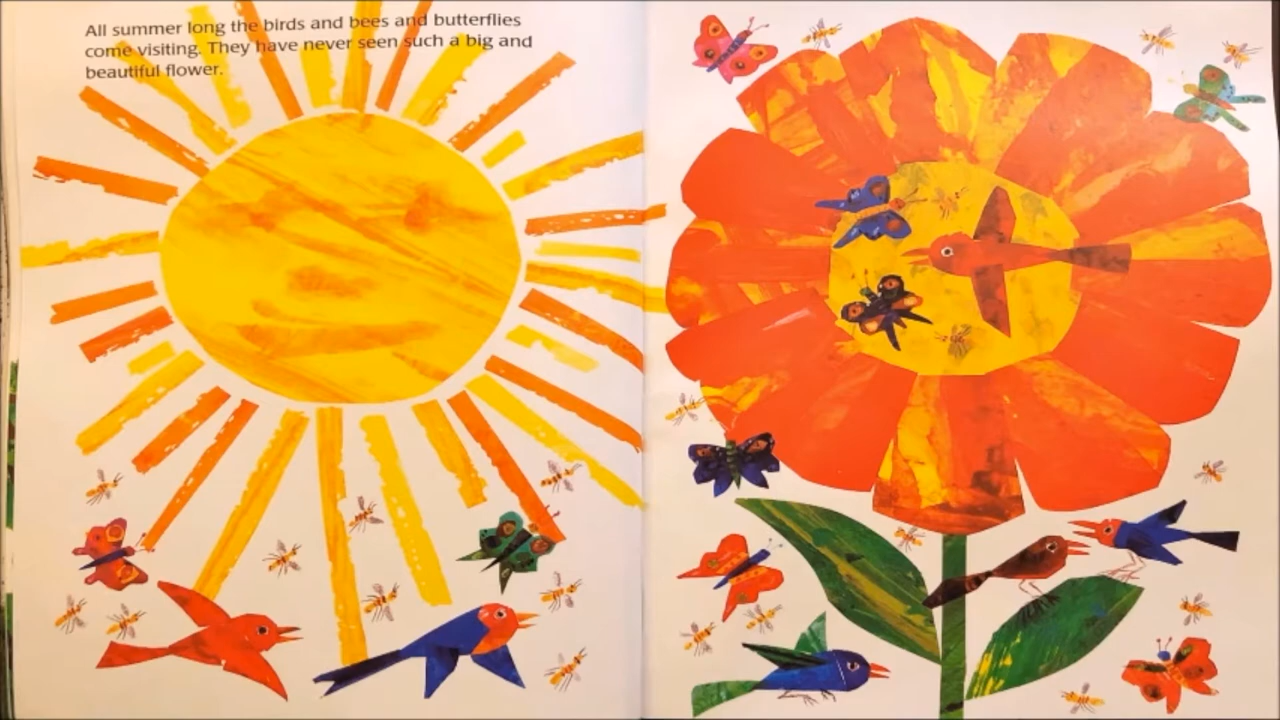 All summer long the birds and bees and butterflies
come visiting. They have never seen such a big and
beautiful flower.